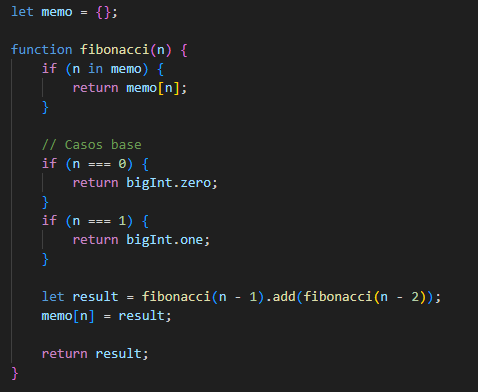 let memo = {};

function fibonacci(n) {
    if (n in memo) {
        return memo[n];
    }

    // Casos base
    if (n === 0) {
        return bigInt.zero;
    }
    if (n === 1) {
        return bigInt.one;
    }

    let result = fibonacci(n - 1).add(fibonacci(n - 2));
    memo[n] = result;

    return result;
}